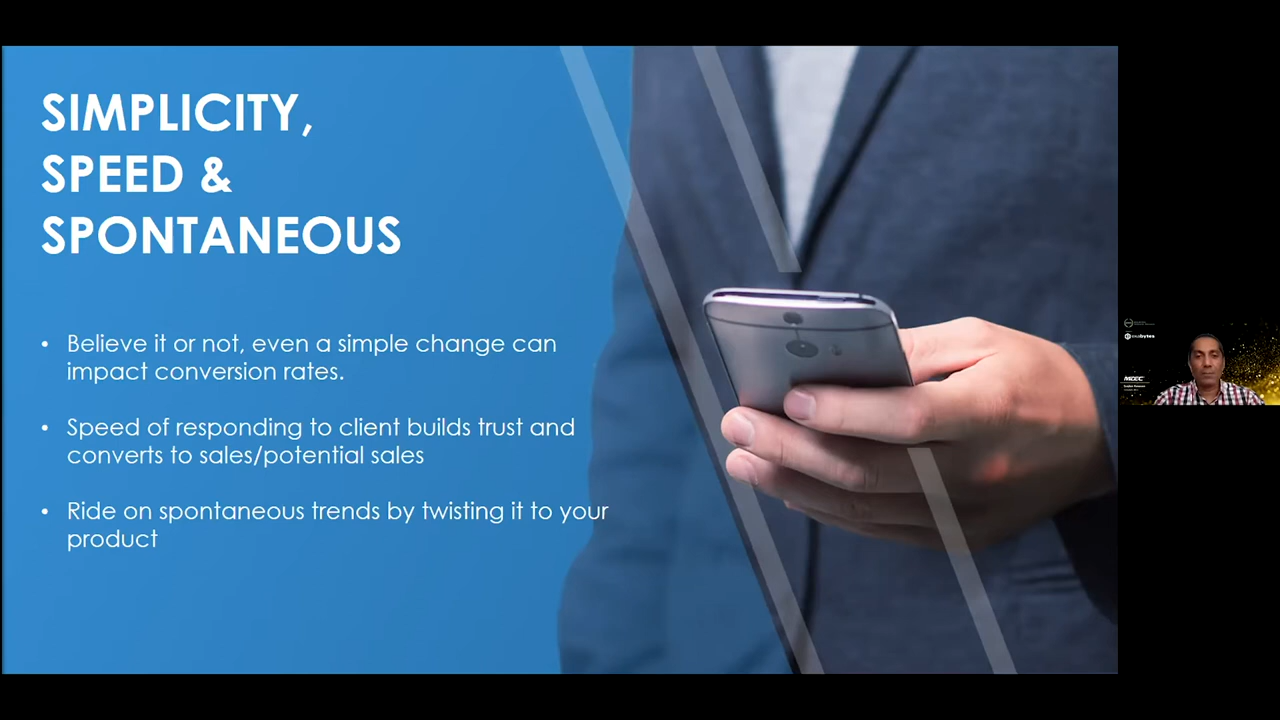 SIMPLICITY,
SPEED &
SPONTANEOUS
• Believe it or not, even a simple change can
impact conversion rates.
• Speed of responding to client builds trust and
converts to sales/potential sales
• Ride on spontaneous trends by twisting it to your
product